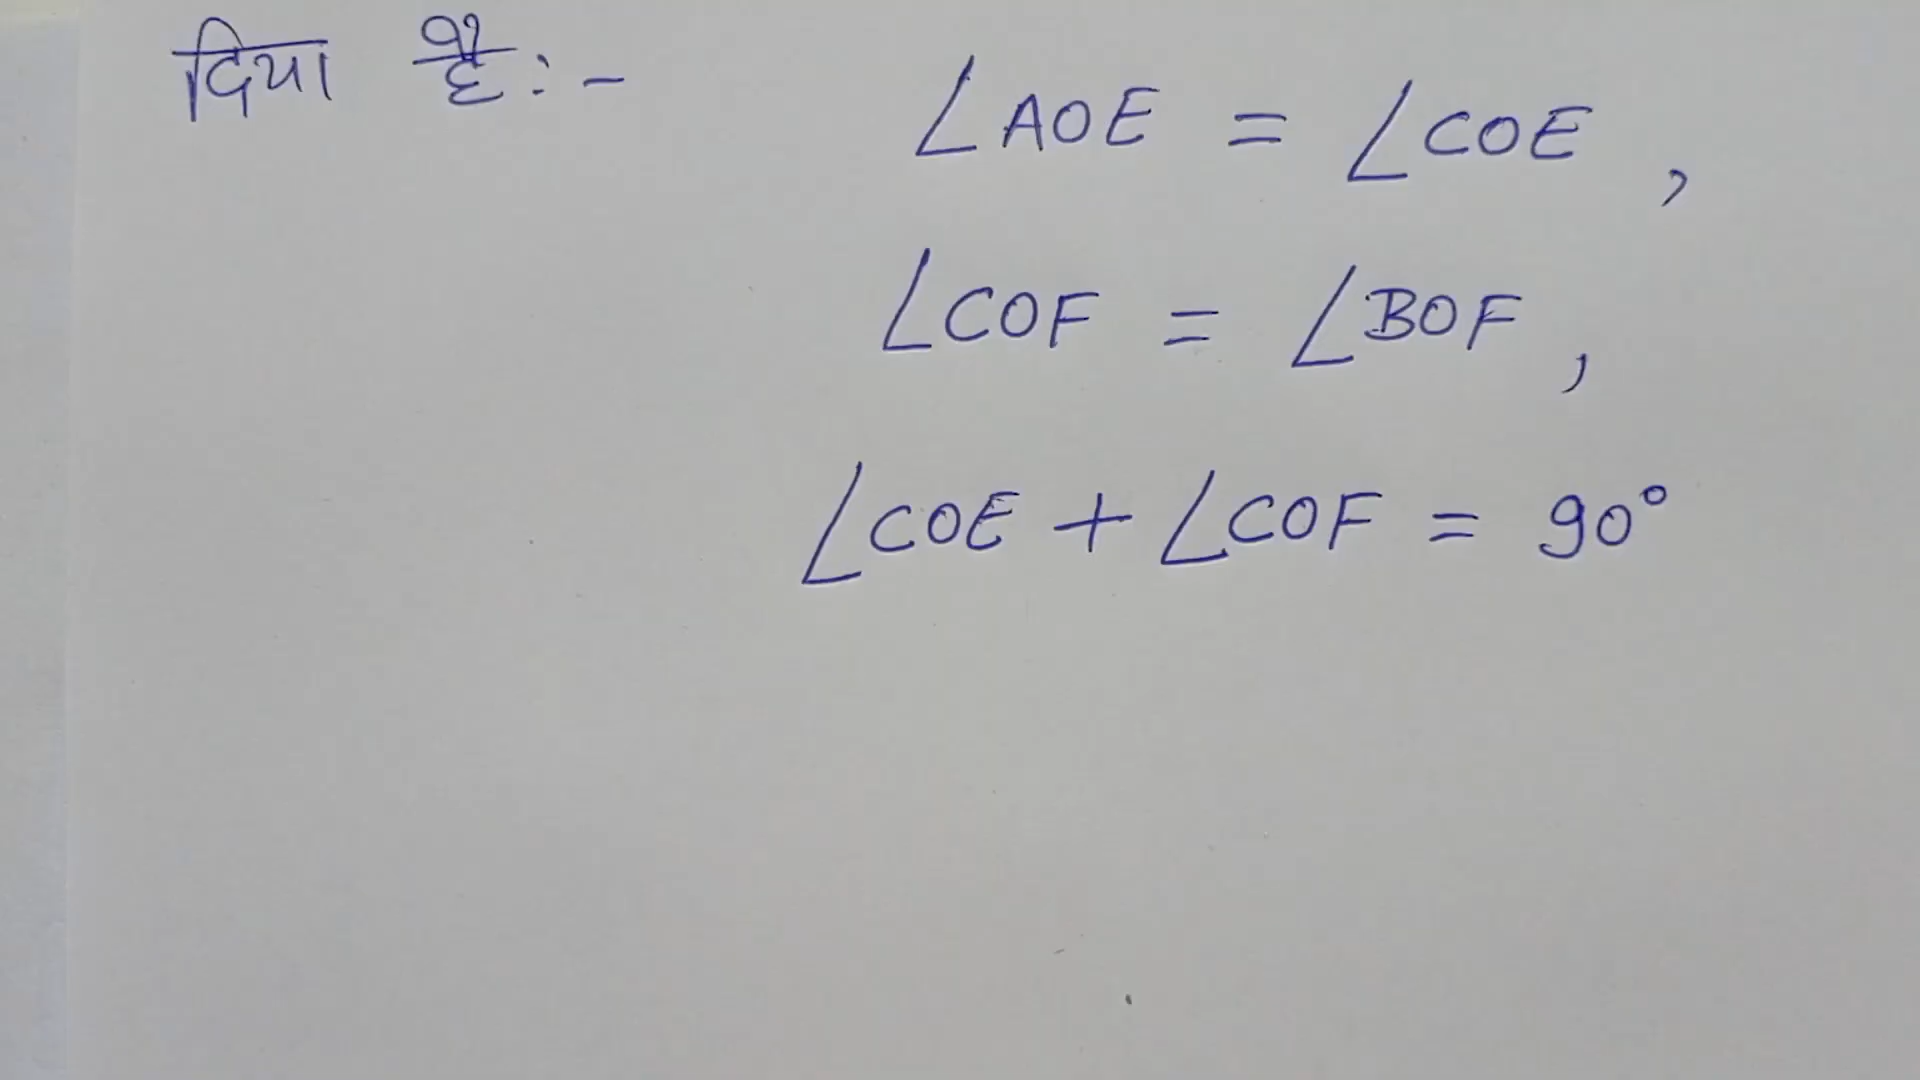 दिया है :-
∠AOE = ∠COE ,
∠COF = ∠BOF ,
∠COE + ∠COF = 90°